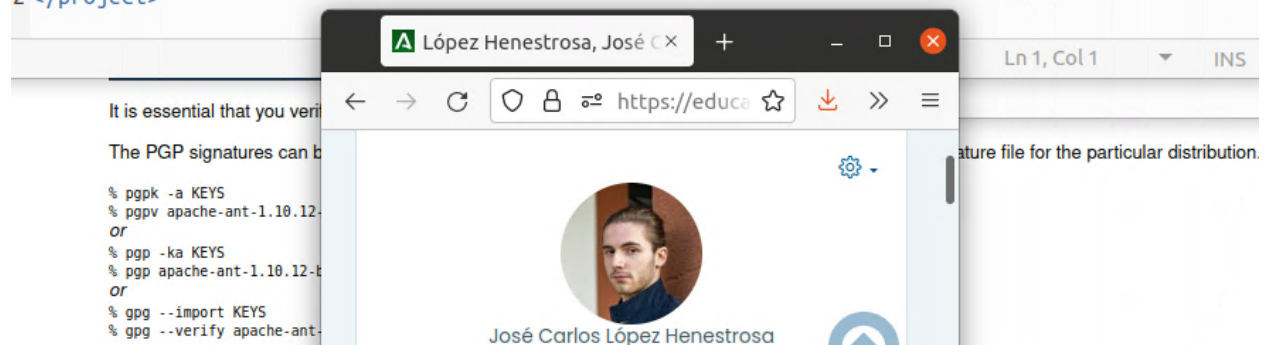 2 </project>
López Henestrosa, José C
Ln 1, Col 1 INS
https://educa
It is essential that you verif
The PGP signatures can b
ature file for the particular distribution.
% pgpk -a KEYS
% pgpv apache-ant-1.10.12-
or
% pgp -ka KEYS
% pgp apache-ant-1.10.12-b
or
% gpg --import KEYS
% gpg --verify apache-ant-
José Carlos López Henestrosa